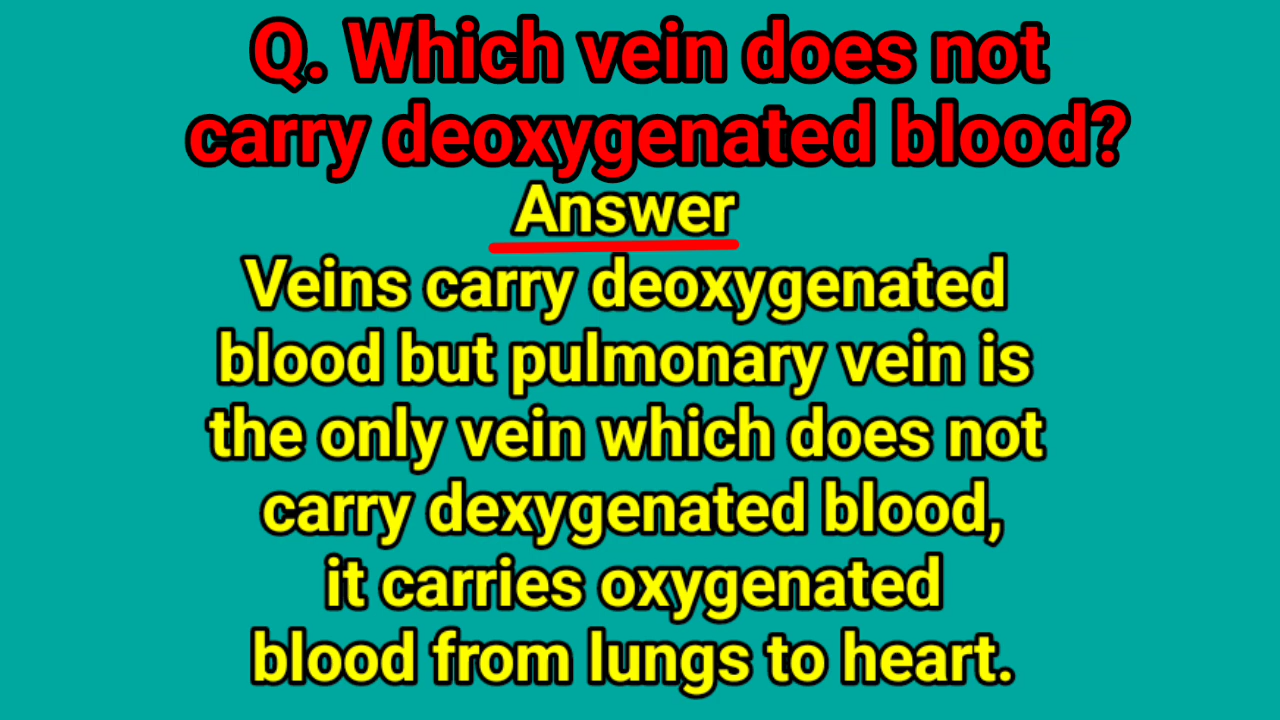 Q. Which vein does not
carry deoxygenated blood?
Answer
Veins carry deoxygenated
blood but pulmonary vein is
the only vein which does not
carry dexygenated blood,
it carries oxygenated
blood from lungs to heart.